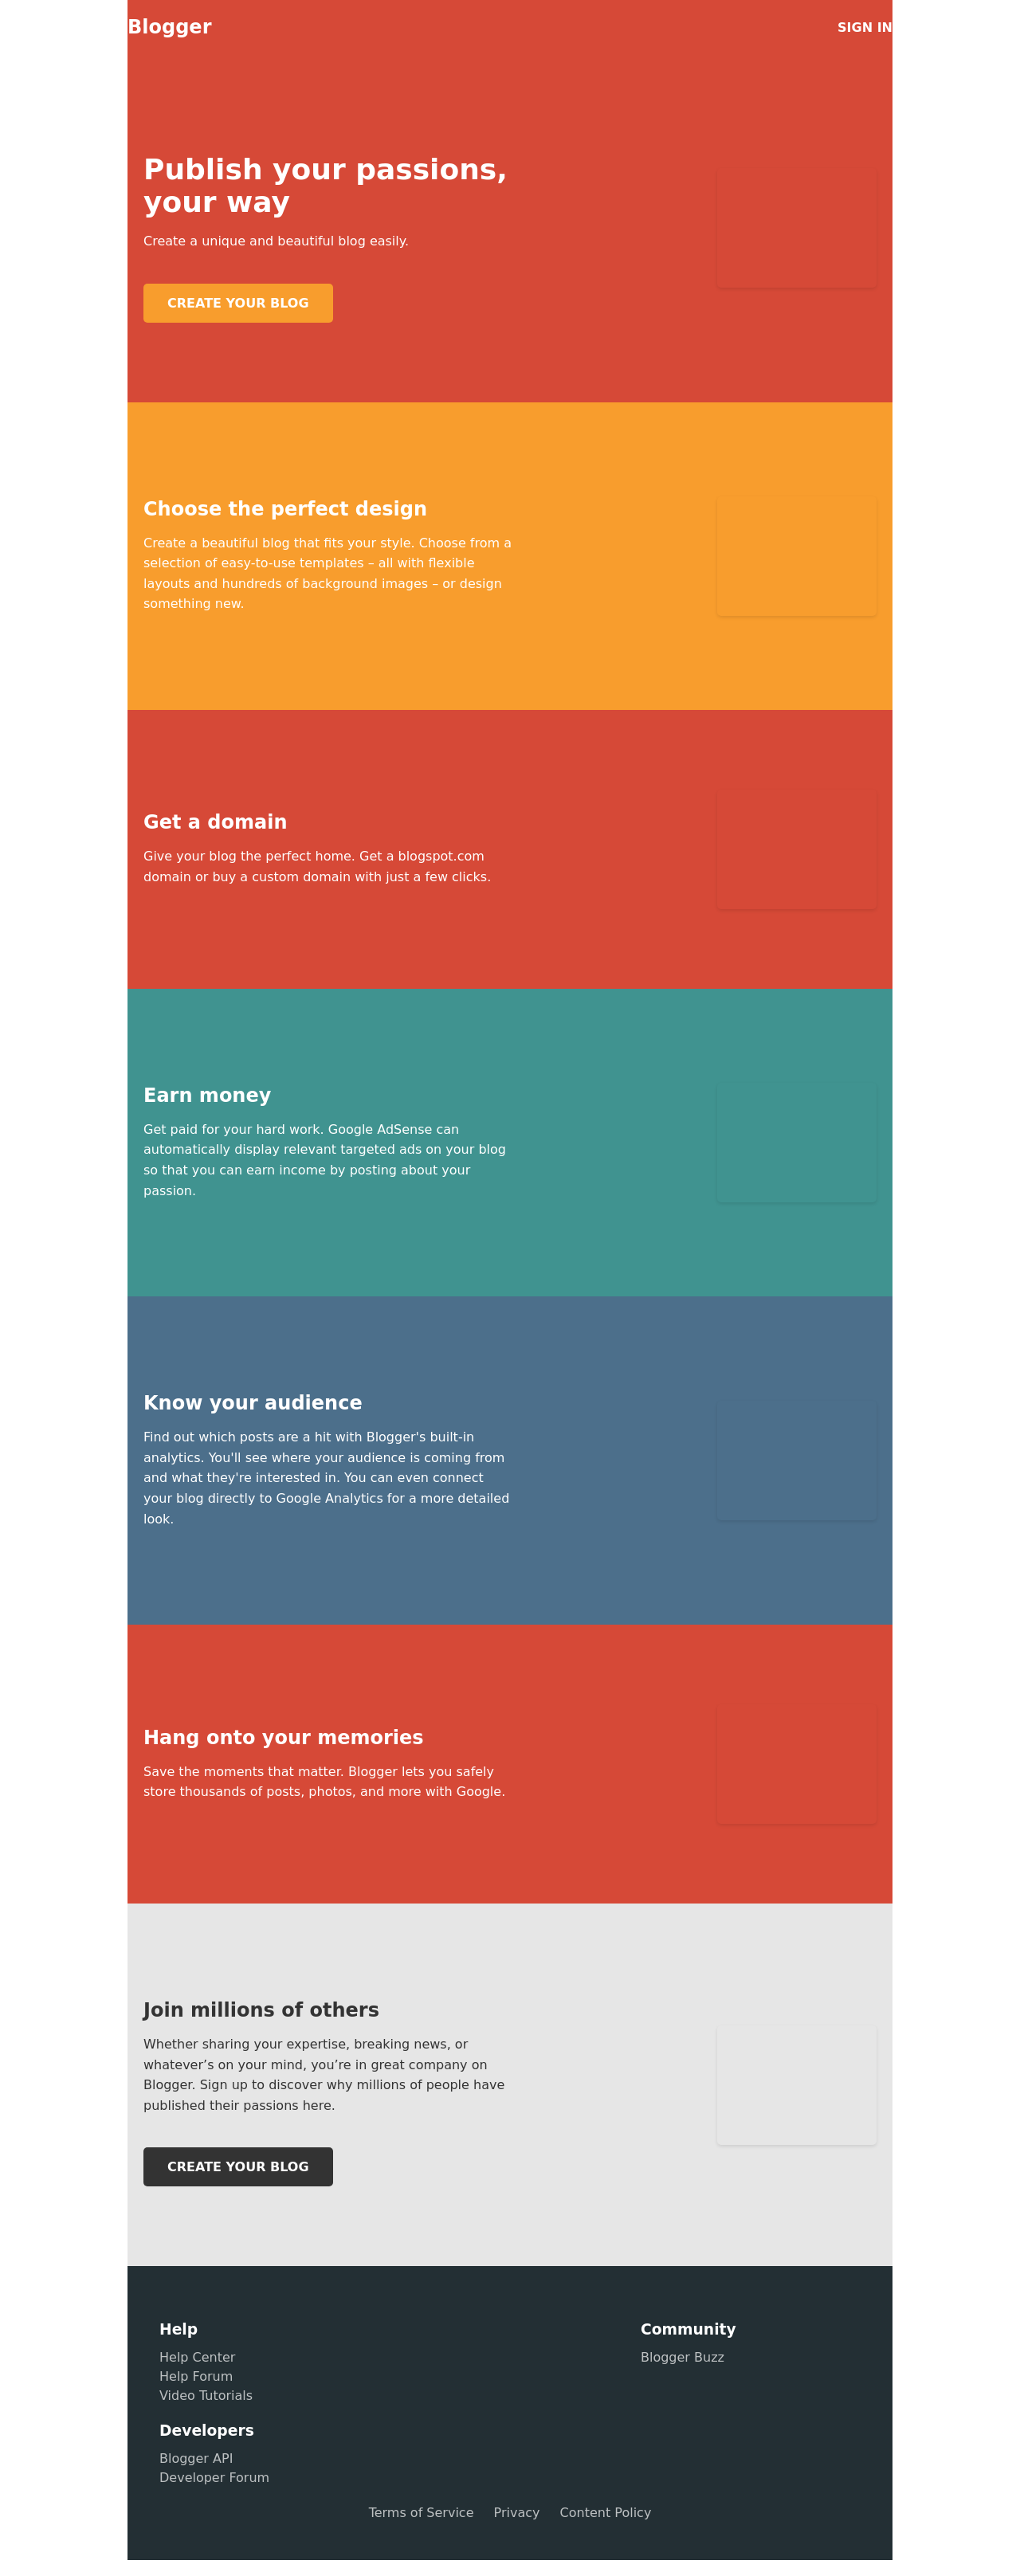 Blogger
SIGN IN
Publish your passions,
your way
Create a unique and beautiful blog easily.
CREATE YOUR BLOG
Choose the perfect design
Create a beautiful blog that fits your style. Choose from a
selection of easy-to-use templates – all with flexible
layouts and hundreds of background images – or design
something new.
Get a domain
Give your blog the perfect home. Get a blogspot.com
domain or buy a custom domain with just a few clicks.
Earn money
Get paid for your hard work. Google AdSense can
automatically display relevant targeted ads on your blog
so that you can earn income by posting about your
passion.
Know your audience
Find out which posts are a hit with Blogger's built-in
analytics. You'll see where your audience is coming from
and what they're interested in. You can even connect
your blog directly to Google Analytics for a more detailed
look.
Hang onto your memories
Save the moments that matter. Blogger lets you safely
store thousands of posts, photos, and more with Google.
Join millions of others
Whether sharing your expertise, breaking news, or
whatever’s on your mind, you’re in great company on
Blogger. Sign up to discover why millions of people have
published their passions here.
CREATE YOUR BLOG
Help
Help Center
Help Forum
Video Tutorials
Community
Blogger Buzz
Developers
Blogger API
Developer Forum
Terms of Service Privacy Content Policy